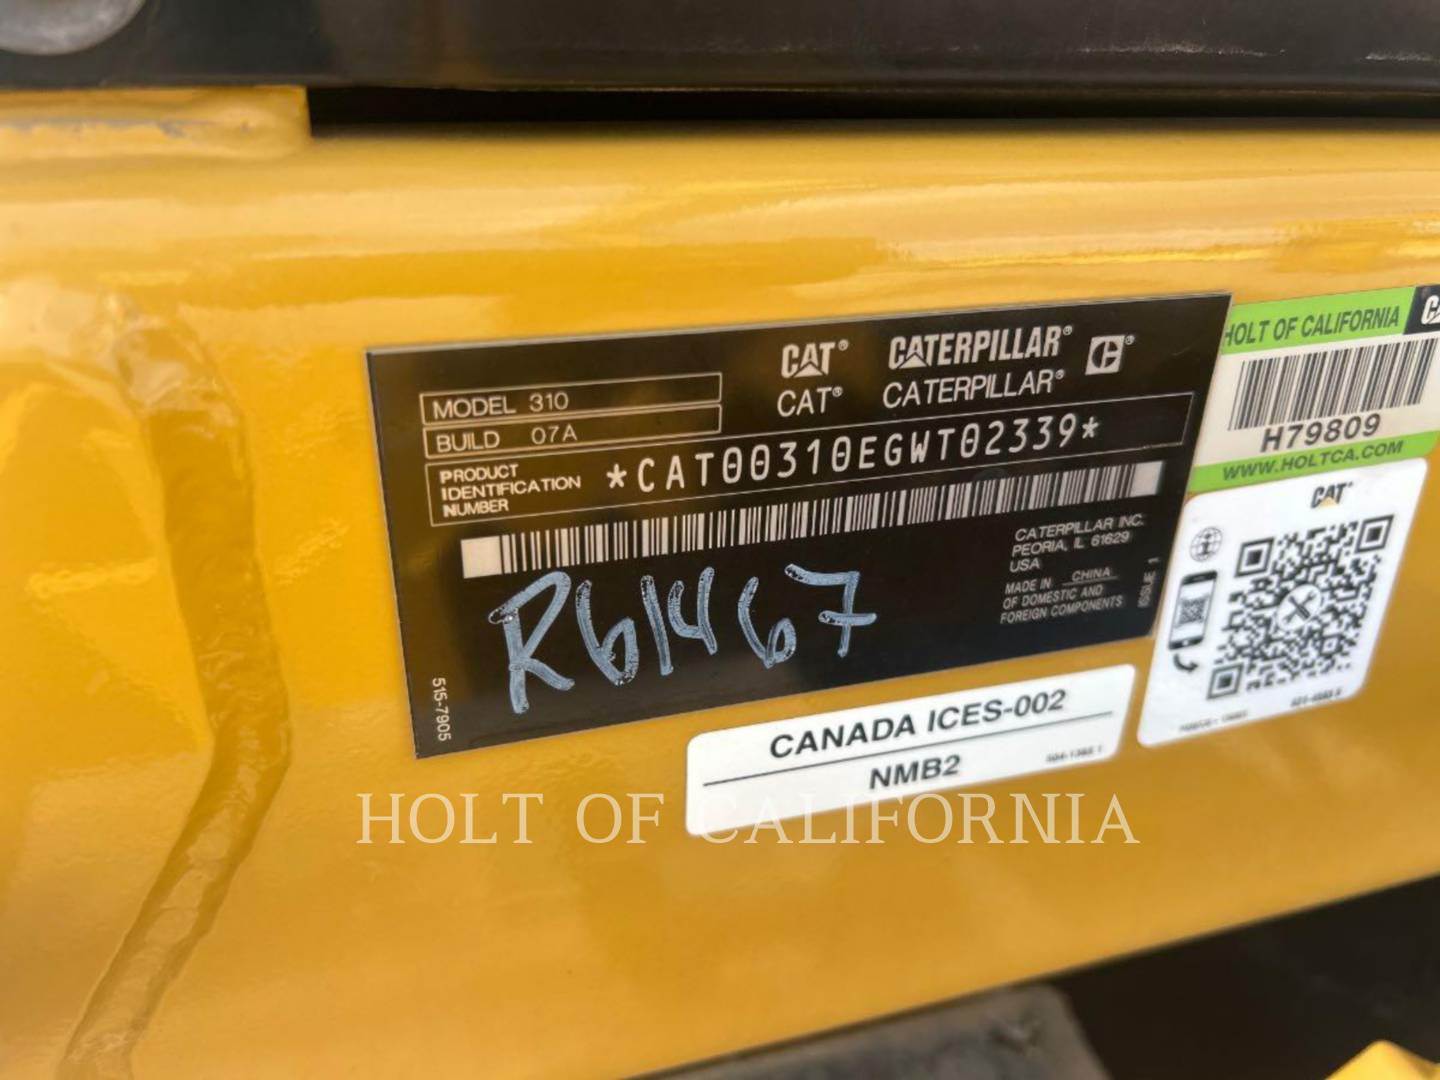 MODEL 310
BUILD 07A
CAT® CATERPILLAR® C®
CAT® CATERPILLAR®
PRODUCT
IDENTIFICATION
NUMBER
*CAT00310EGWT02339*
CATERPILLAR INC.
PEORIA, IL 61629
USA
MADE IN CHINA
OF DOMESTIC AND
FOREIGN COMPONENTS
ISSUE 1
R61467
515-7905
HOLT OF CALIFORNIA
H79809
WWW.HOLTCA.COM
CAT®
CANADA ICES-002
NMB2
HOLT OF CALIFORNIA